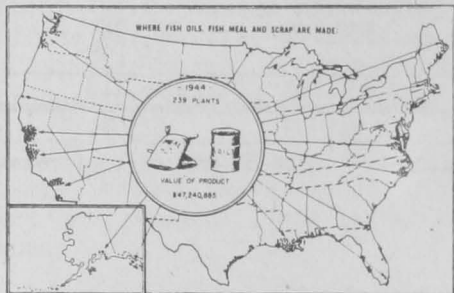 WHERE FISH OILS, FISH MEAL AND SCRAP ARE MADE:
1944
239 PLANTS
VALUE OF PRODUCT
$47,240,885